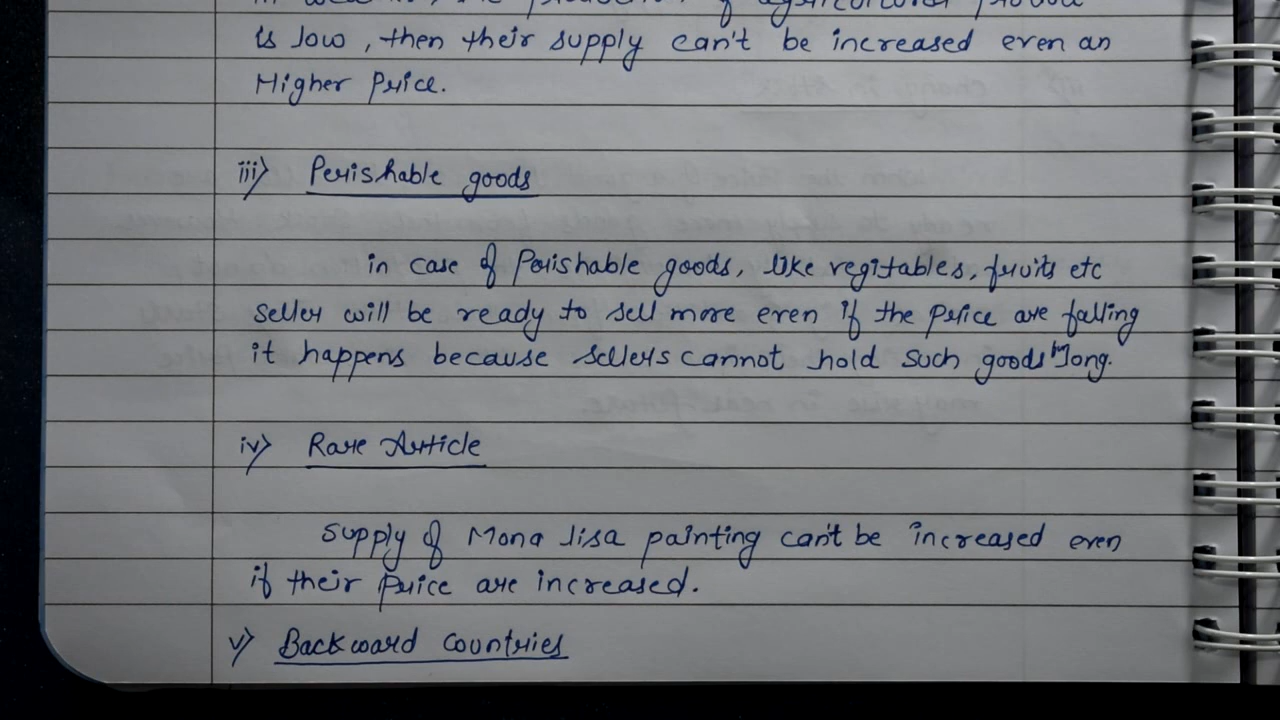 is low, then their supply can't be increased even an
Higher Price.
iii) Perishable goods
in case of Perishable goods, like regitables, fruits etc
seller will be ready to sell more even if the price are falling
it happens because sellers cannot hold such goods long.
iv) Rare Article
supply of Mona lisa painting can't be increased even
if their price are increased.
v) Backward Countries